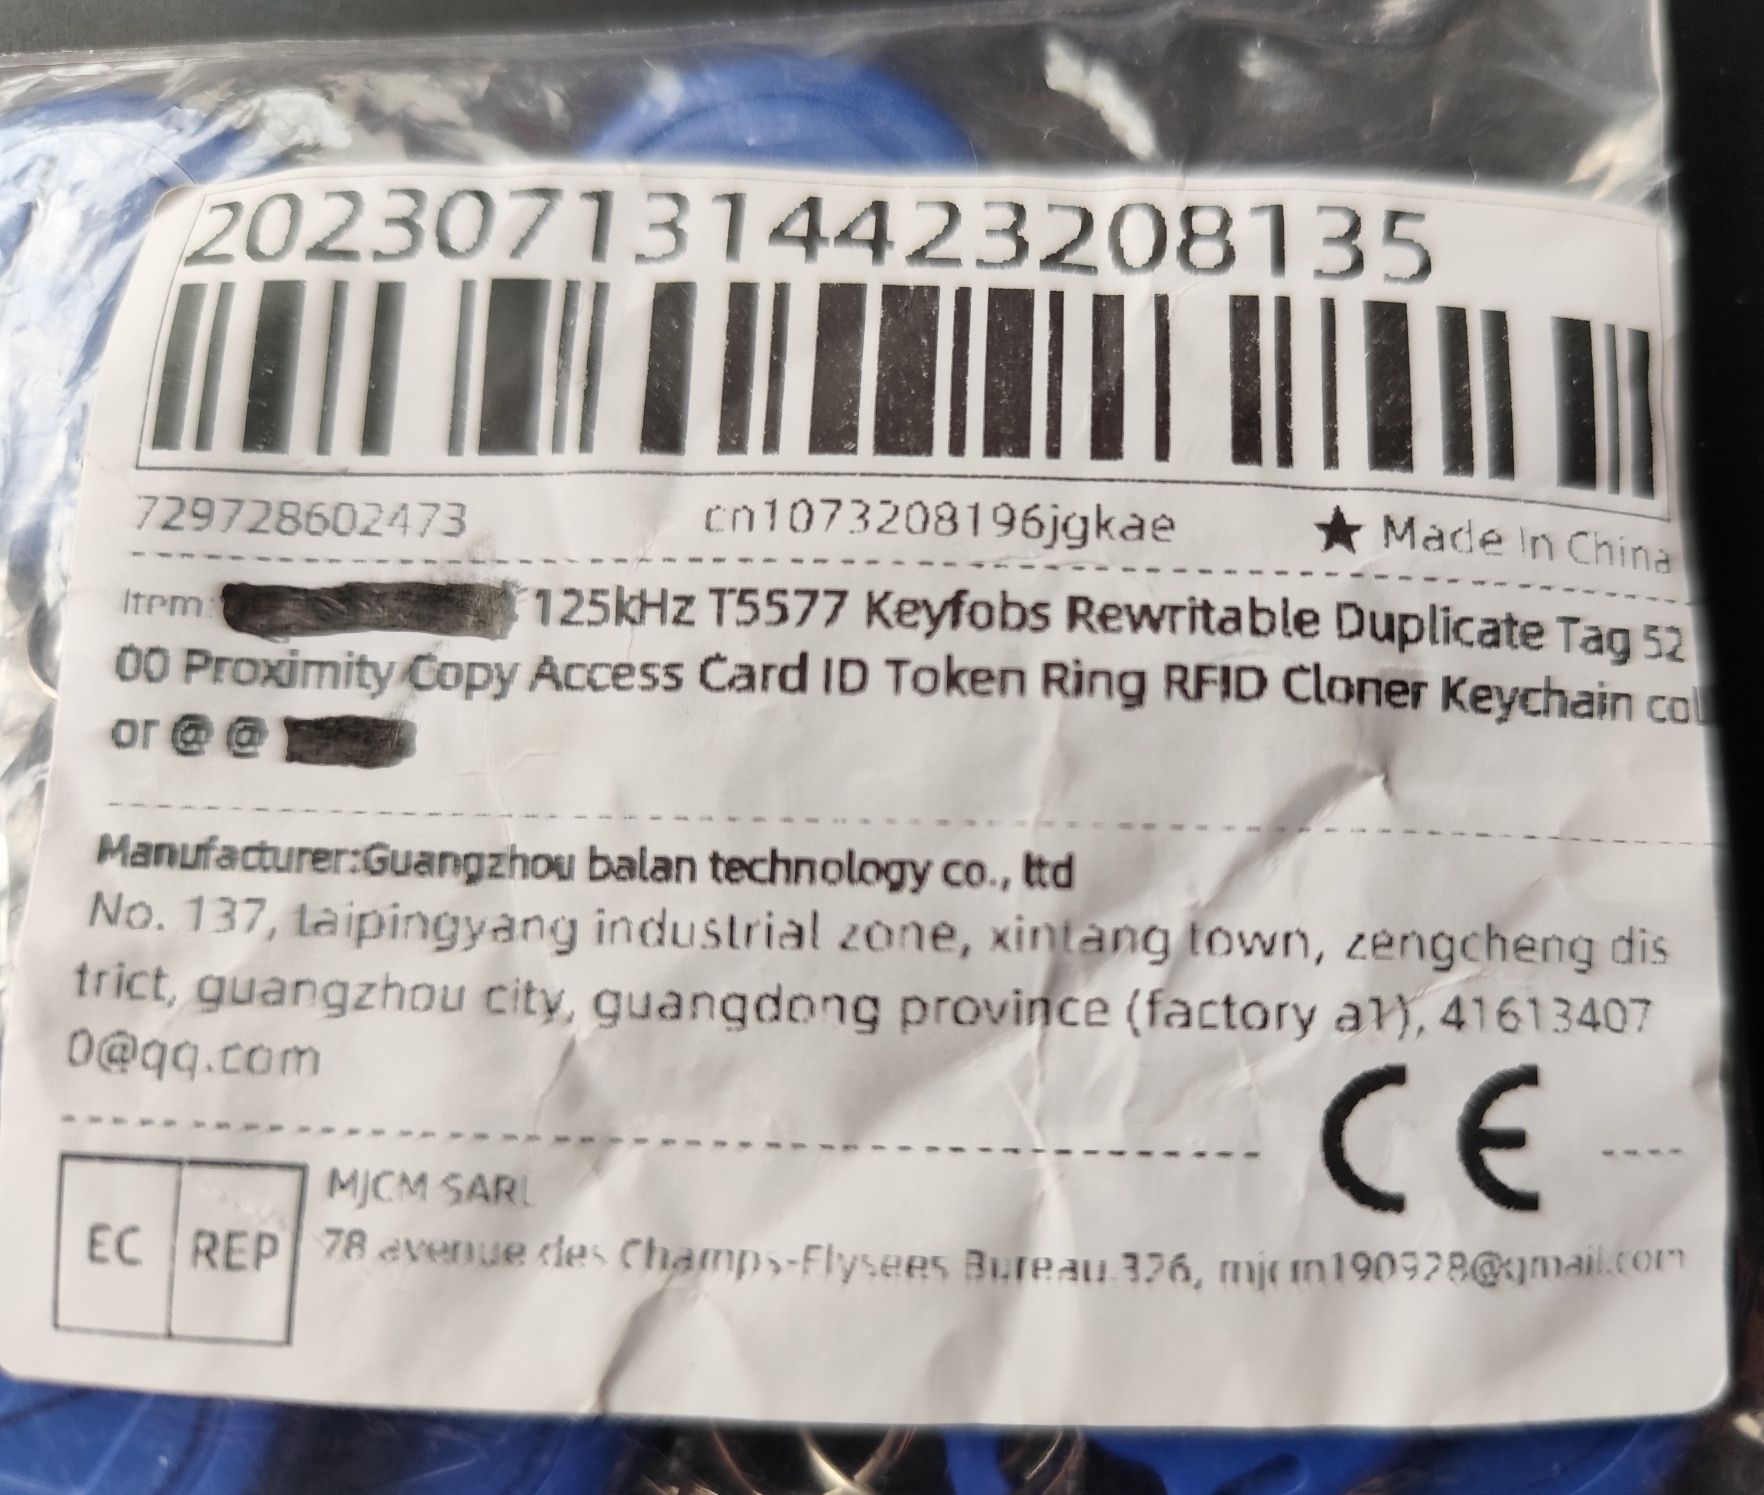 2023071314423208135
729728602473 cn1073208196jgkae ★ Made In China
Item: 125kHz T5577 Keyfobs Rewritable Duplicate Tag 52
00 Proximity Copy Access Card ID Token Ring RFID Cloner Keychain col
or @ @
Manufacturer:Guangzhou balan technology co., ltd
No. 137, taipingyang industrial zone, xintang town, zengcheng dis
trict, guangzhou city, guangdong province (factory a1), 41613407
0@qq.com
CE
EC REP
MJCM SARL
78 avenue des Champs-Elysees Bureau 326, mjcm190928@gmail.com